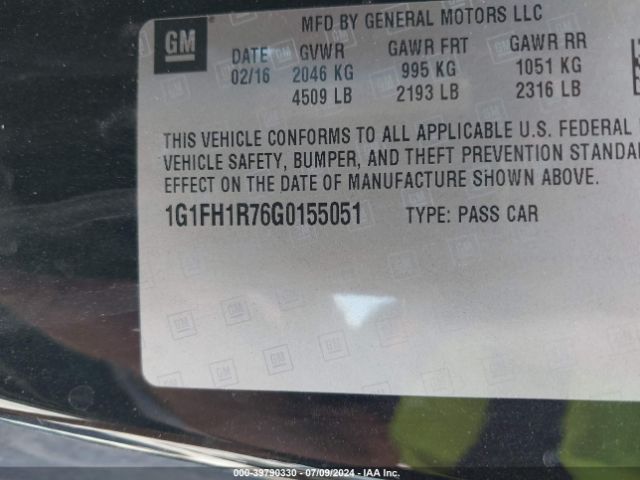 GM
MFD BY GENERAL MOTORS LLC
DATE GVWR GAWR FRT GAWR RR
02/16 2046 KG 995 KG 1051 KG
4509 LB 2193 LB 2316 LB
THIS VEHICLE CONFORMS TO ALL APPLICABLE U.S. FEDERAL
VEHICLE SAFETY, BUMPER, AND THEFT PREVENTION STANDA
EFFECT ON THE DATE OF MANUFACTURE SHOWN ABOVE.
1G1FH1R76G0155051 TYPE: PASS CAR
000-39790330 - 07/09/2024 - IAA Inc.